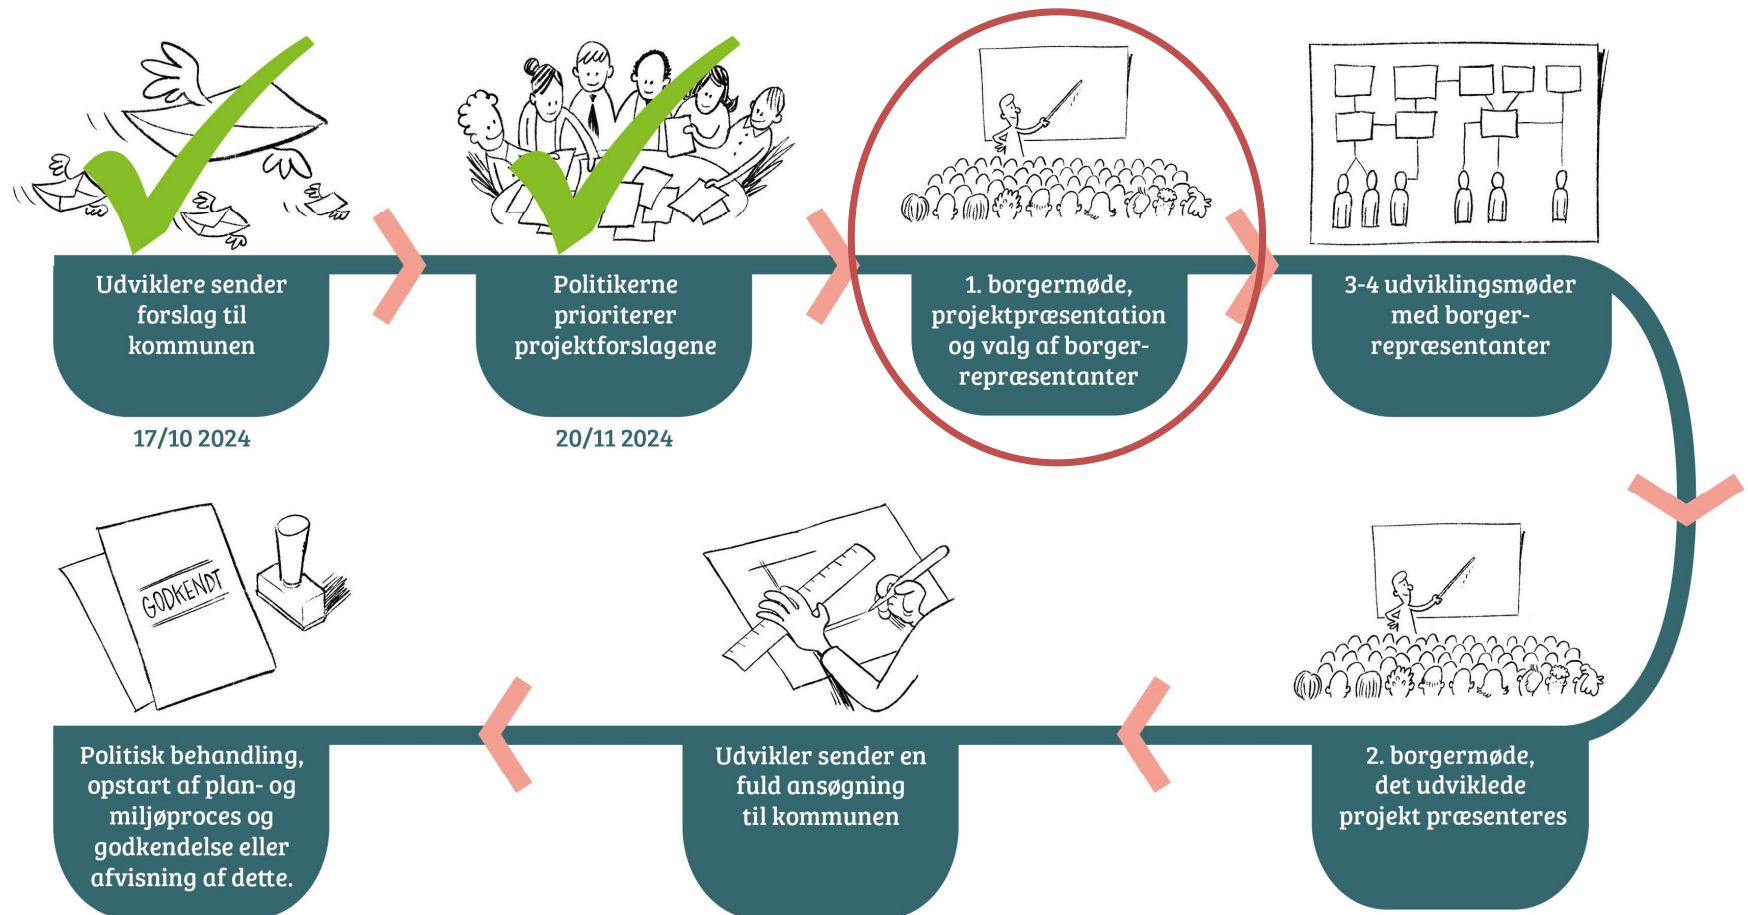 Udviklere sender
forslag til
kommunen
17/10 2024
Politikerne
prioriterer
projektforslagene
20/11 2024
1. borgermøde,
projektpræsentation
og valg af borger-
repræsentanter
3-4 udviklingsmøder
med borger-
repræsentanter
2. borgermøde,
det udviklede
projekt præsenteres
Udvikler sender en
fuld ansøgning
til kommunen
GODKENDT
Politisk behandling,
opstart af plan- og
miljøproces og
godkendelse eller
afvisning af dette.